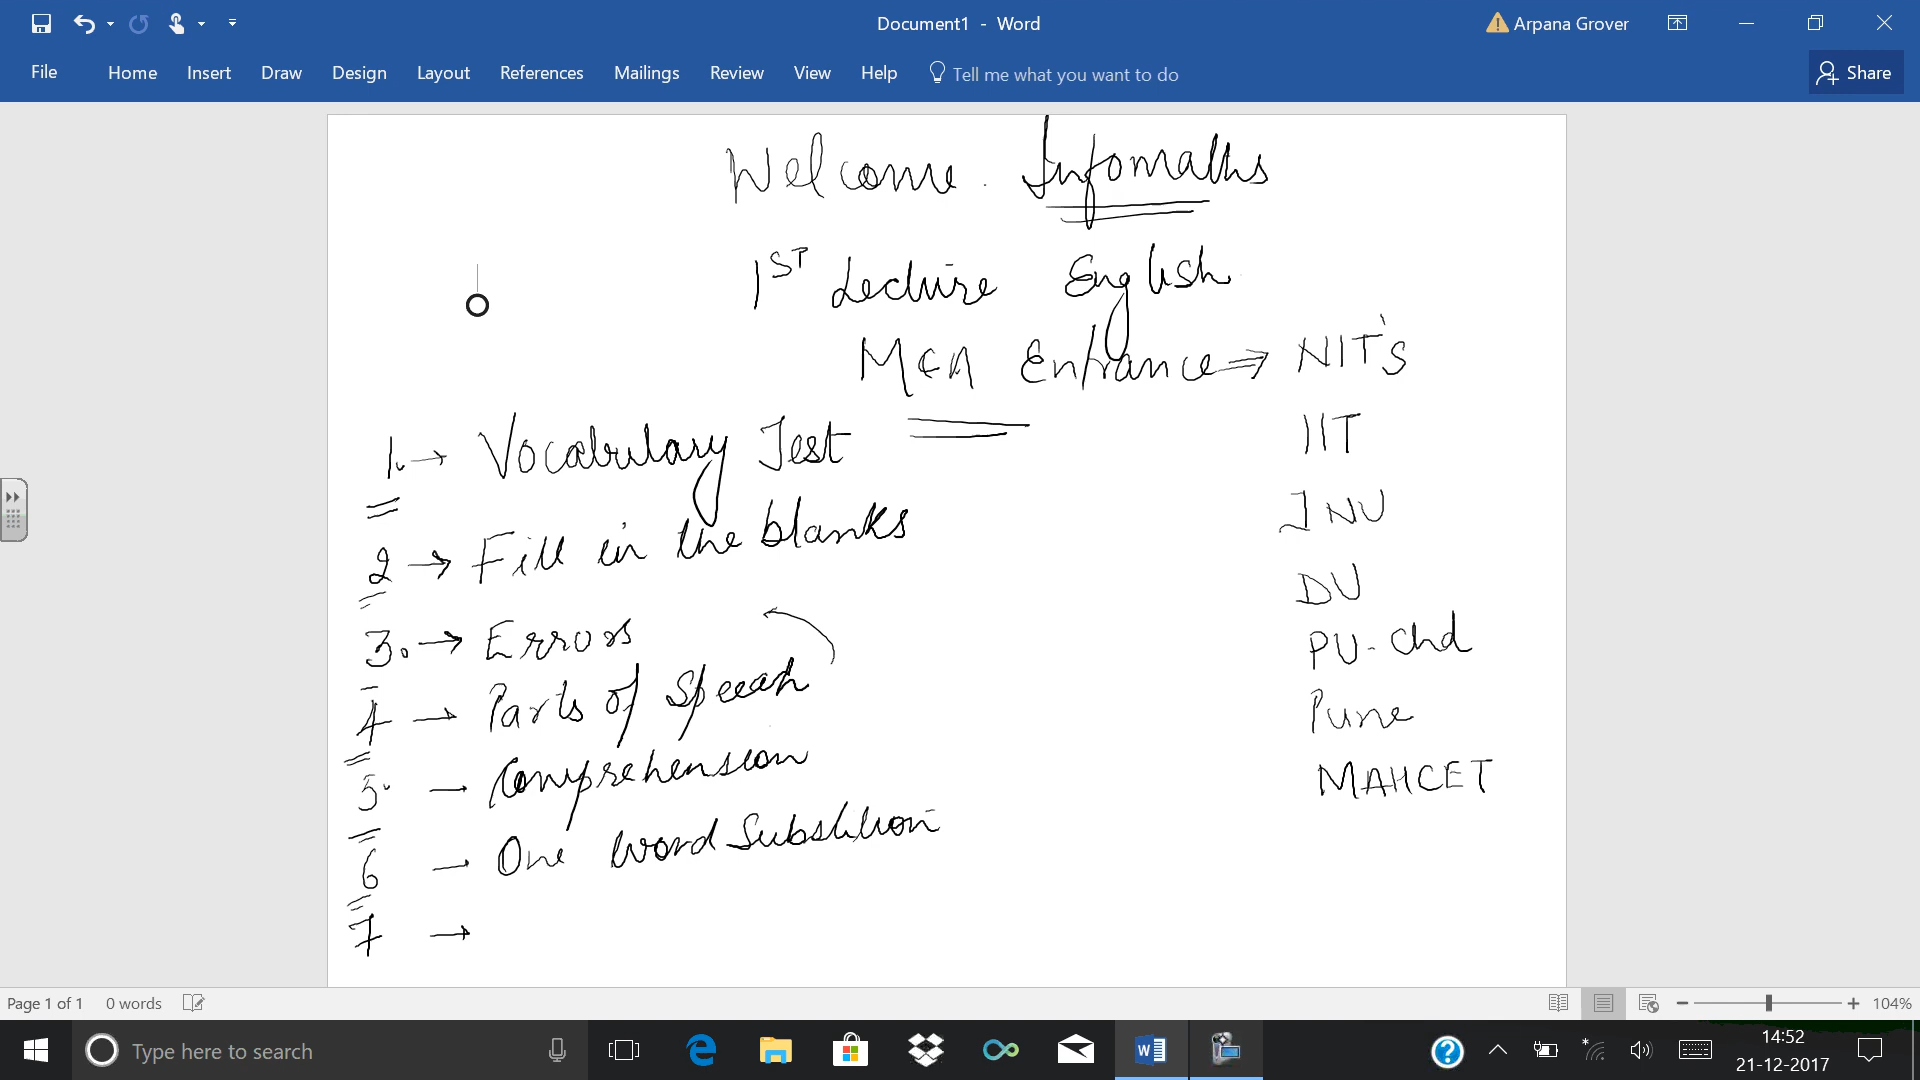 Document1 - Word
Arpana Grover
File Home Insert Draw Design Layout References Mailings Review View Help Tell me what you want to do
Share
Welcome. Infomaths
1ST Lecture English
MCA Entrance ⇒ NIT's
IIT
JNU
DU
PU-Chd
Pune
MAHCET
1. → Vocabulary Test
2 → Fill in the blanks
3. → Errors
4 → Parts of Speech
5. - Comprehension
6 - One Word Substition
7 →
Page 1 of 1 0 words
104%
Type here to search
14:52
21-12-2017